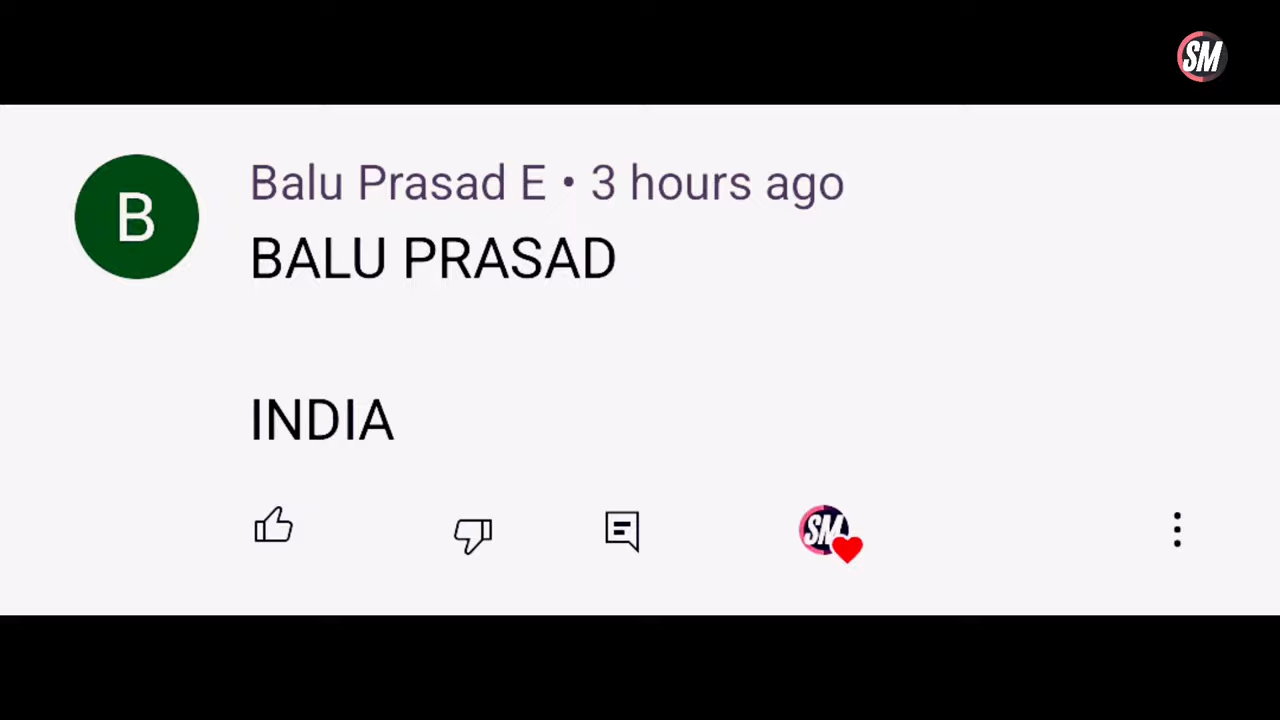 SM
B
Balu Prasad E • 3 hours ago
BALU PRASAD
INDIA
SM